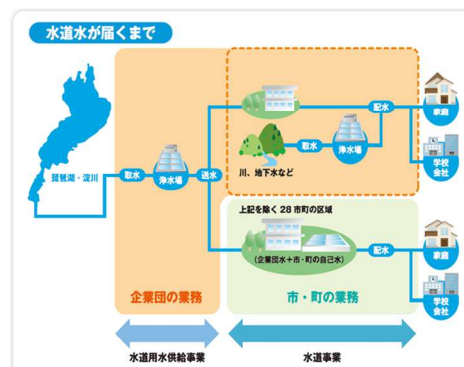 水道水が届くまで
琵琶湖・淀川
取水
浄水場
送水
川、地下水など
取水
浄水場
配水
家庭
学校
会社
上記を除く28市町の区域
(企業団水+市・町の自己水)
配水
家庭
学校
会社
企業団の業務
市・町の業務
水道用水供給事業
水道事業